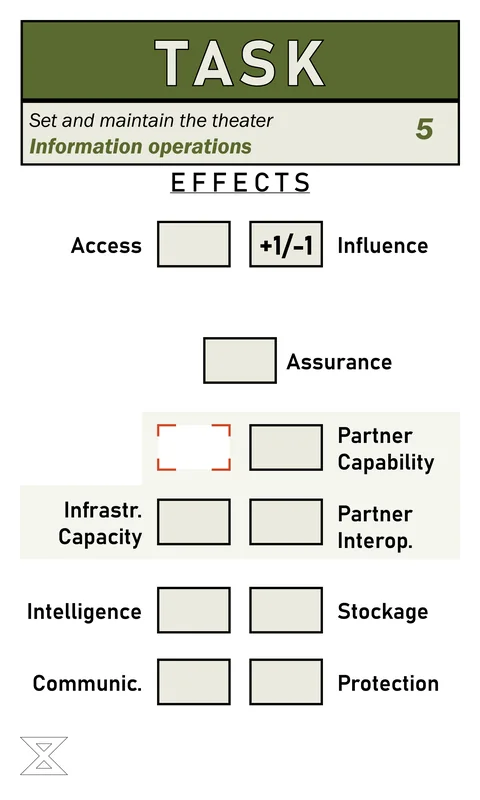 TASK
Set and maintain the theater
Information operations
5
EFFECTS
Access
+1/–1
Influence
Assurance
Partner
Capability
Infrastr.
Capacity
Partner
Interop.
Intelligence
Stockage
Communic.
Protection